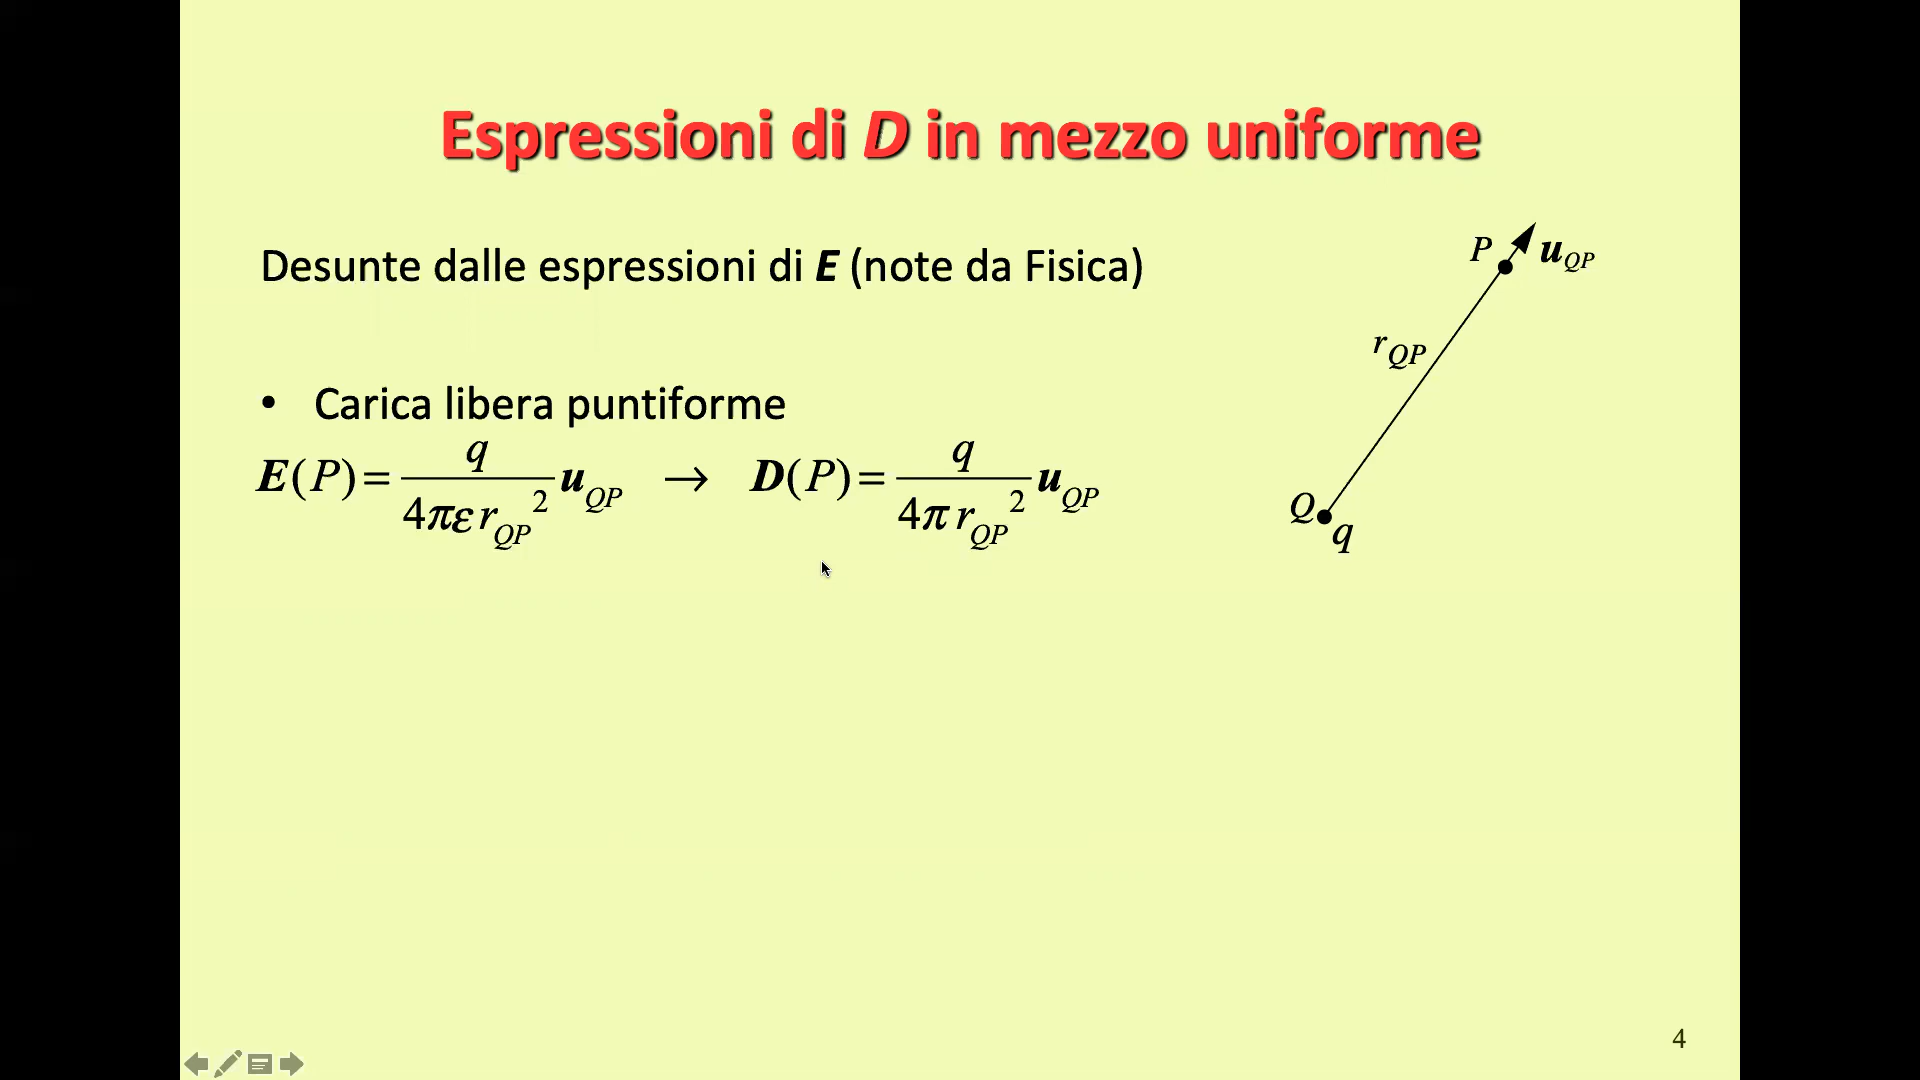 Espressioni di D in mezzo uniforme
Desunte dalle espressioni di E (note da Fisica)
• Carica libera puntiforme
E(P) = q / (4πε r_QP²) u_QP → D(P) = q / (4π r_QP²) u_QP
P u_QP
r_QP
Q q
4